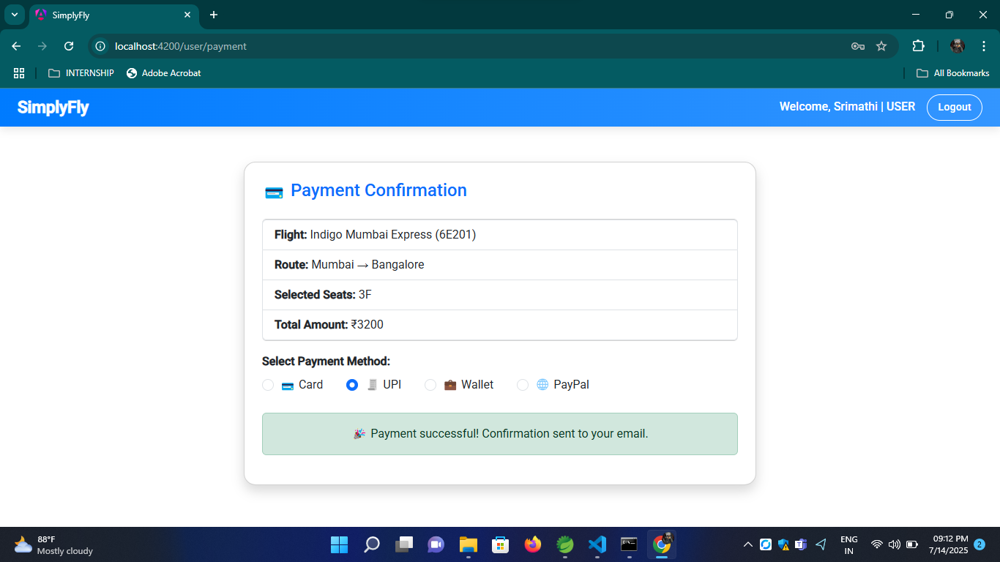 SimplyFly
localhost:4200/user/payment
INTERNSHIP
Adobe Acrobat
All Bookmarks
SimplyFly
Welcome, Srimathi | USER
Logout
Payment Confirmation
Flight: Indigo Mumbai Express (6E201)
Route: Mumbai → Bangalore
Selected Seats: 3F
Total Amount: ₹3200
Select Payment Method:
Card
UPI
Wallet
PayPal
🎉 Payment successful! Confirmation sent to your email.
88°F
Mostly cloudy
ENG
IN
09:12 PM
7/14/2025
2